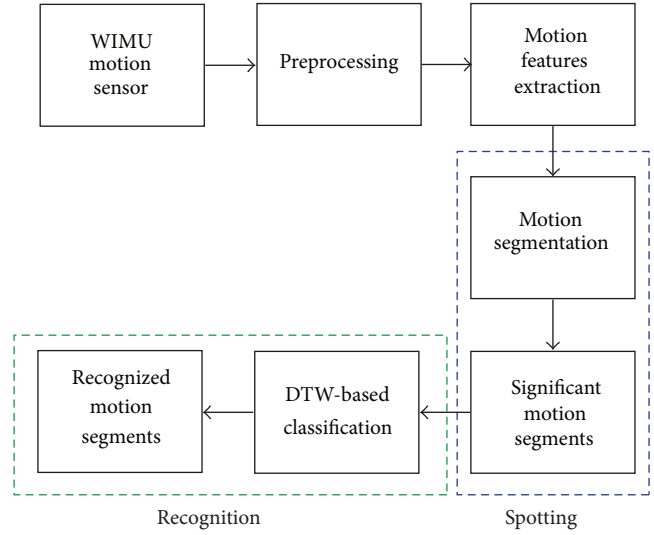 WIMU
motion
sensor
Preprocessing
Motion
features
extraction
Motion
segmentation
Significant
motion
segments
DTW-based
classification
Recognized
motion
segments
Recognition
Spotting